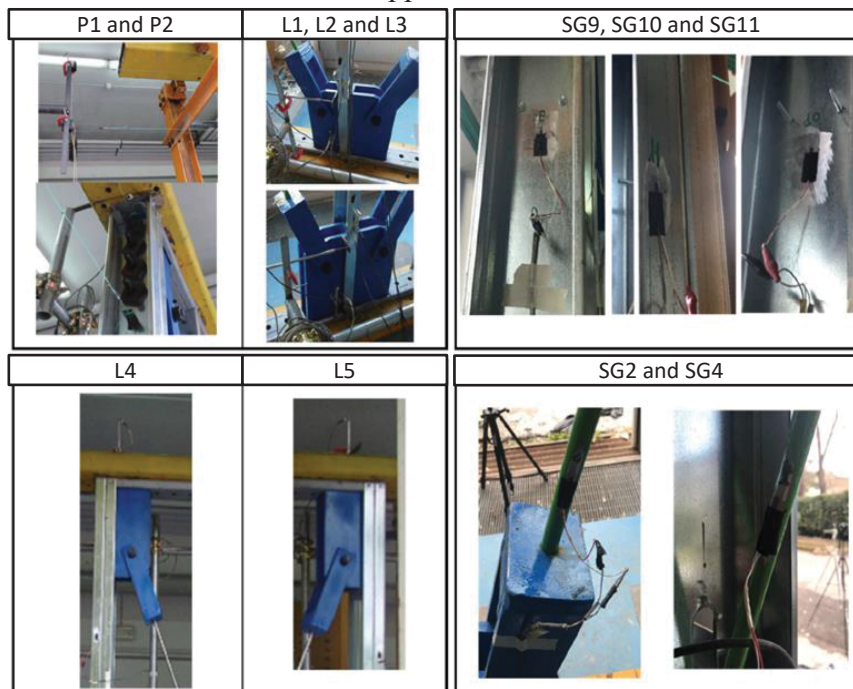 P1 and P2
L1, L2 and L3
SG9, SG10 and SG11
L4
L5
SG2 and SG4